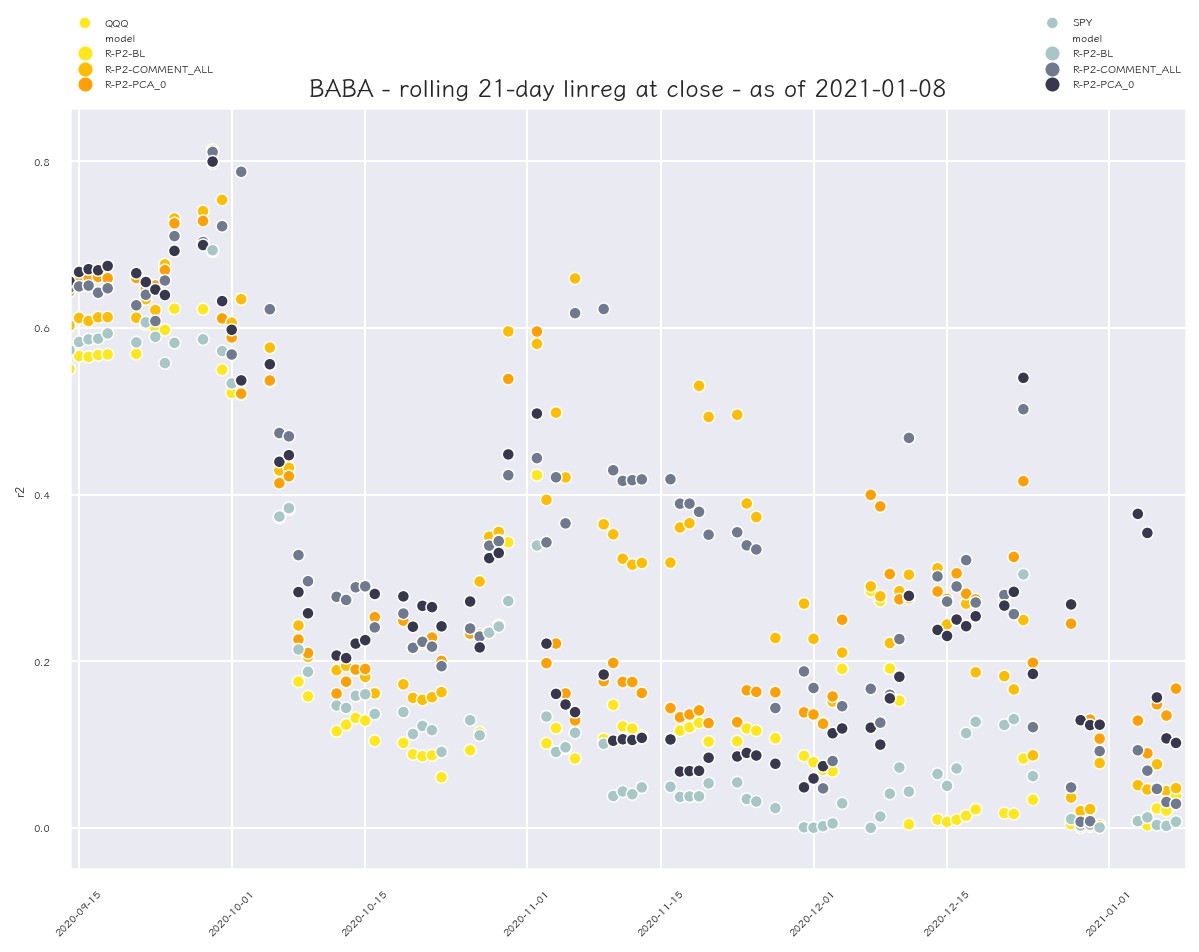 QQQ
model
R-P2-BL
R-P2-COMMENT_ALL
R-P2-PCA_0
SPY
model
R-P2-BL
R-P2-COMMENT_ALL
R-P2-PCA_0
BABA - rolling 21-day linreg at close - as of 2021-01-08
r2
0.8
0.6
0.4
0.2
0.0
2020-09-15
2020-10-01
2020-10-15
2020-11-01
2020-11-15
2020-12-01
2020-12-15
2021-01-01